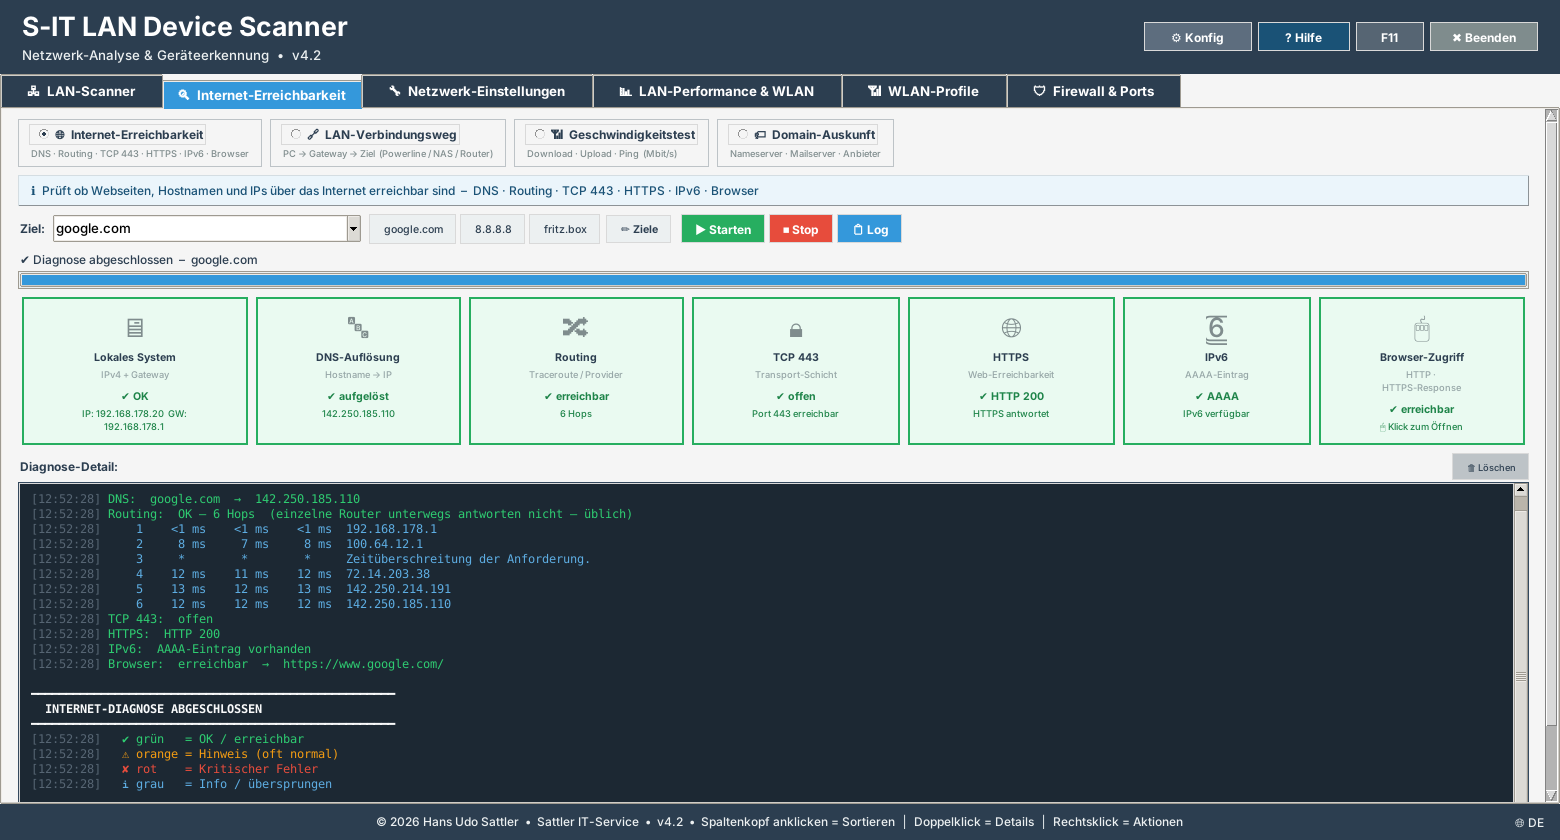 S-IT LAN Device Scanner
Netzwerk-Analyse & Geräteerkennung • v4.2
⚙ Konfig
? Hilfe
F11
✖ Beenden
LAN-Scanner
Internet-Erreichbarkeit
Netzwerk-Einstellungen
LAN-Performance & WLAN
WLAN-Profile
Firewall & Ports
Internet-Erreichbarkeit
DNS · Routing · TCP 443 · HTTPS · IPv6 · Browser
LAN-Verbindungsweg
PC → Gateway → Ziel (Powerline / NAS / Router)
Geschwindigkeitstest
Download · Upload · Ping (Mbit/s)
Domain-Auskunft
Nameserver · Mailserver · Anbieter
ℹ Prüft ob Webseiten, Hostnamen und IPs über das Internet erreichbar sind – DNS · Routing · TCP 443 · HTTPS · IPv6 · Browser
Ziel: google.com google.com 8.8.8.8 fritz.box ✏ Ziele ▶ Starten ■ Stop Log
✔ Diagnose abgeschlossen – google.com
Lokales System
IPv4 + Gateway
✔ OK
IP: 192.168.178.20 GW:
192.168.178.1
DNS-Auflösung
Hostname → IP
✔ aufgelöst
142.250.185.110
Routing
Traceroute / Provider
✔ erreichbar
6 Hops
TCP 443
Transport-Schicht
✔ offen
Port 443 erreichbar
HTTPS
Web-Erreichbarkeit
✔ HTTP 200
HTTPS antwortet
6
IPv6
AAAA-Eintrag
✔ AAAA
IPv6 verfügbar
Browser-Zugriff
HTTP ·
HTTPS-Response
✔ erreichbar
Klick zum Öffnen
Diagnose-Detail:
Löschen
[12:52:28] DNS: google.com → 142.250.185.110
[12:52:28] Routing: OK – 6 Hops (einzelne Router unterwegs antworten nicht – üblich)
[12:52:28] 1 <1 ms <1 ms <1 ms 192.168.178.1
[12:52:28] 2 8 ms 7 ms 8 ms 100.64.12.1
[12:52:28] 3 * * * Zeitüberschreitung der Anforderung.
[12:52:28] 4 12 ms 11 ms 12 ms 72.14.203.38
[12:52:28] 5 13 ms 12 ms 13 ms 142.250.214.191
[12:52:28] 6 12 ms 12 ms 12 ms 142.250.185.110
[12:52:28] TCP 443: offen
[12:52:28] HTTPS: HTTP 200
[12:52:28] IPv6: AAAA-Eintrag vorhanden
[12:52:28] Browser: erreichbar → https://www.google.com/
INTERNET-DIAGNOSE ABGESCHLOSSEN
[12:52:28] ✔ grün = OK / erreichbar
[12:52:28] ⚠ orange = Hinweis (oft normal)
[12:52:28] ✘ rot = Kritischer Fehler
[12:52:28] ℹ grau = Info / übersprungen
© 2026 Hans Udo Sattler • Sattler IT-Service • v4.2 • Spaltenkopf anklicken = Sortieren │ Doppelklick = Details │ Rechtsklick = Aktionen
DE